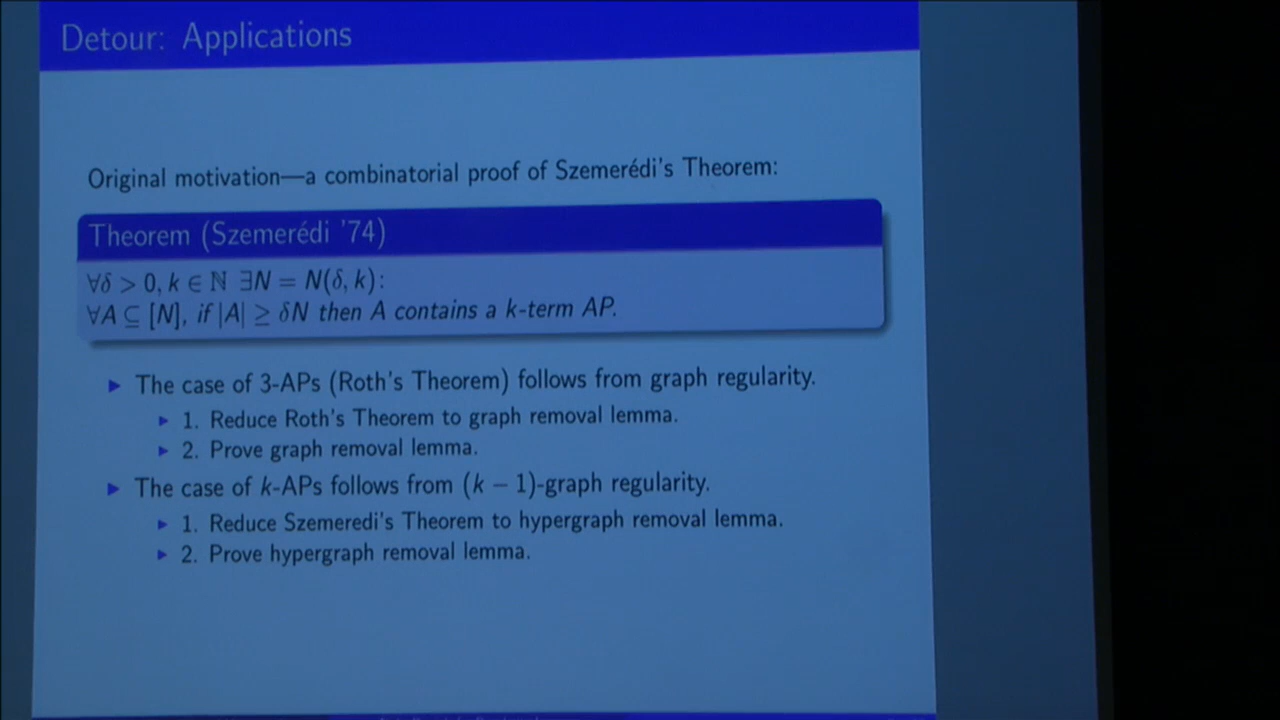 Detour: Applications
Original motivation—a combinatorial proof of Szemerédi's Theorem:
Theorem (Szemerédi '74)
∀δ > 0, k ∈ ℕ ∃N = N(δ, k):
∀A ⊆ [N], if |A| ≥ δN then A contains a k-term AP.
▶ The case of 3-APs (Roth's Theorem) follows from graph regularity.
▶ 1. Reduce Roth's Theorem to graph removal lemma.
▶ 2. Prove graph removal lemma.
▶ The case of k-APs follows from (k − 1)-graph regularity.
▶ 1. Reduce Szemeredi's Theorem to hypergraph removal lemma.
▶ 2. Prove hypergraph removal lemma.